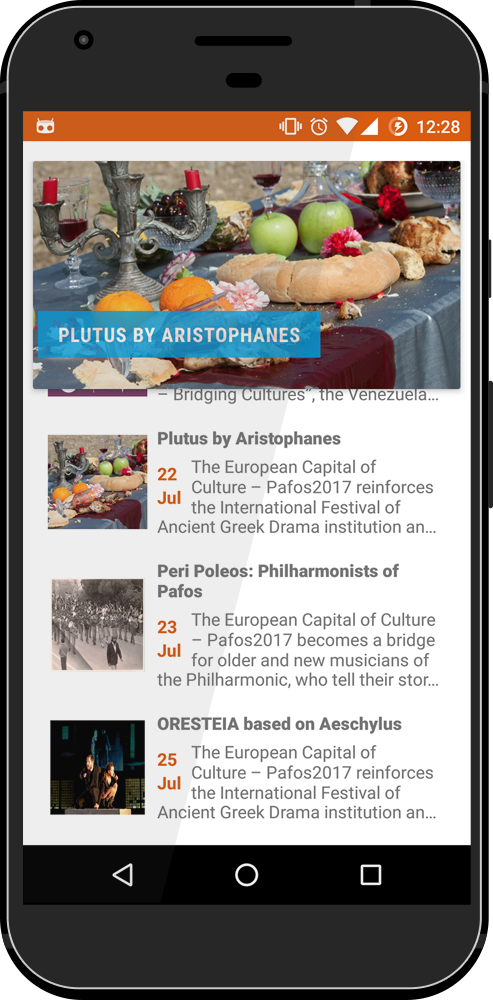 12:28
PLUTUS BY ARISTOPHANES
– Bridging Cultures”, the Venezuela...
Plutus by Aristophanes
22
Jul
The European Capital of
Culture – Pafos2017 reinforces
the International Festival of
Ancient Greek Drama institution an...
Peri Poleos: Philharmonists of
Pafos
23
Jul
The European Capital of Culture
– Pafos2017 becomes a bridge
for older and new musicians of
the Philharmonic, who tell their stor...
ORESTEIA based on Aeschylus
25
Jul
The European Capital of
Culture – Pafos2017 reinforces
the International Festival of
Ancient Greek Drama institution an...